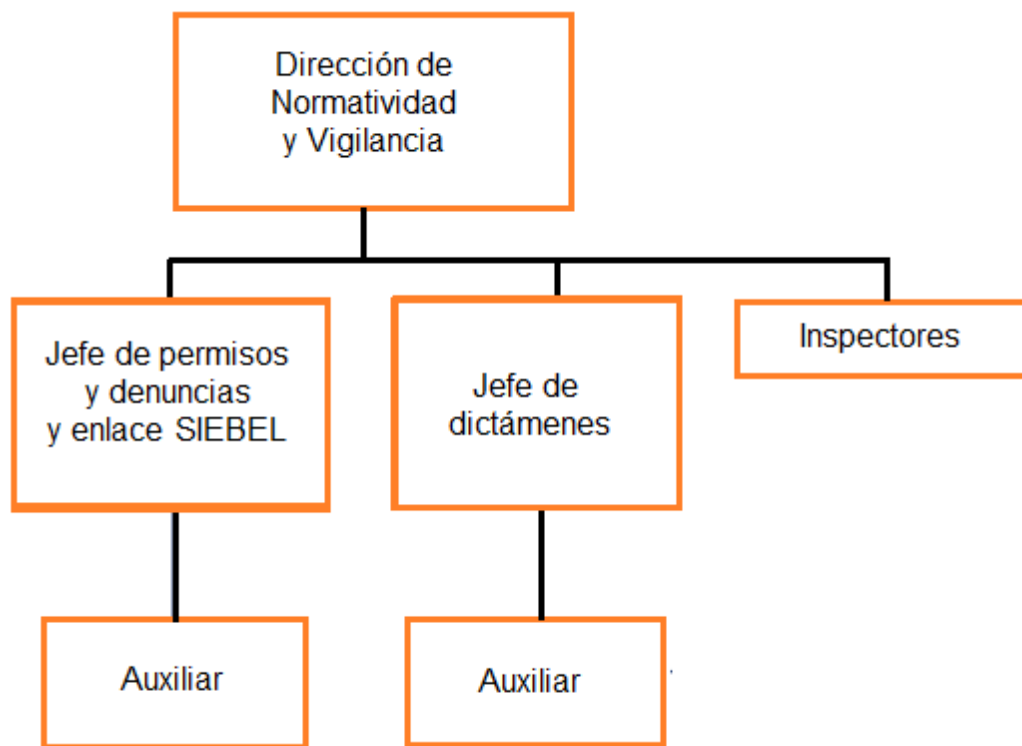 Dirección de
Normatividad
y Vigilancia
Jefe de permisos
y denuncias
y enlace SIEBEL
Jefe de
dictámenes
Inspectores
Auxiliar
Auxiliar